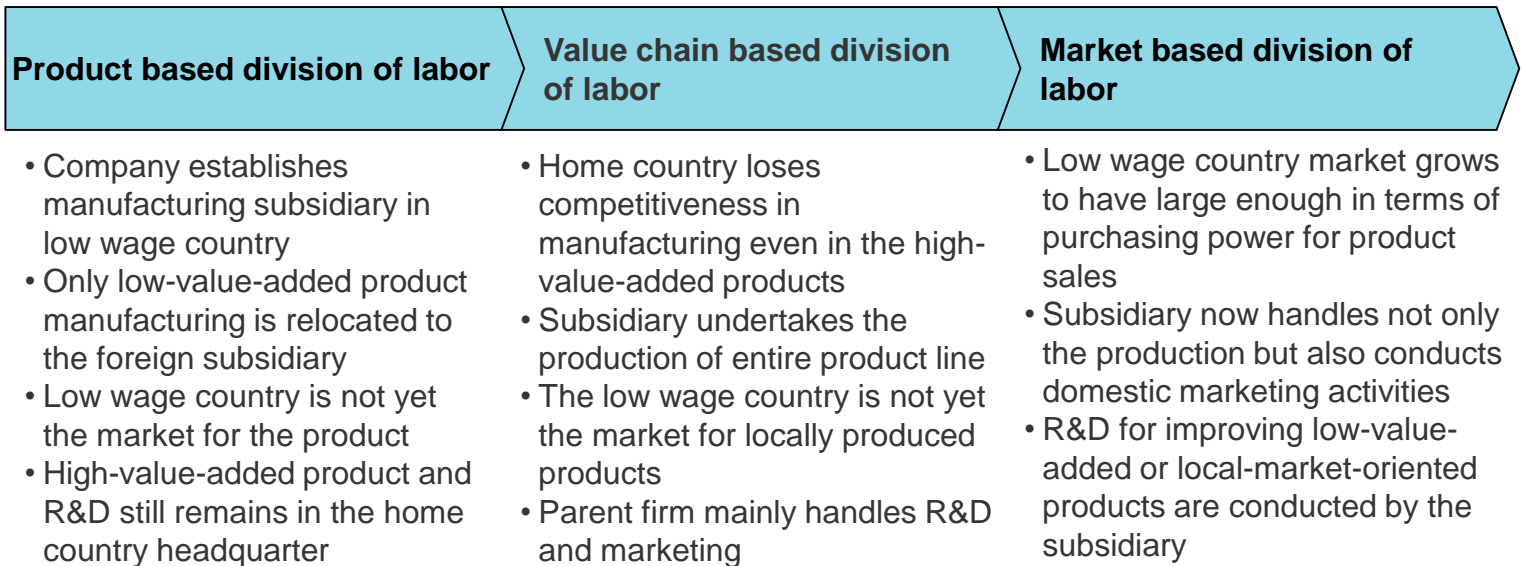 Product based division of labor
Value chain based division
of labor
Market based division of
labor
• Company establishes
manufacturing subsidiary in
low wage country
• Only low-value-added product
manufacturing is relocated to
the foreign subsidiary
• Low wage country is not yet
the market for the product
• High-value-added product and
R&D still remains in the home
country headquarter
• Home country loses
competitiveness in
manufacturing even in the high-
value-added products
• Subsidiary undertakes the
production of entire product line
• The low wage country is not yet
the market for locally produced
products
• Parent firm mainly handles R&D
and marketing
• Low wage country market grows
to have large enough in terms of
purchasing power for product
sales
• Subsidiary now handles not only
the production but also conducts
domestic marketing activities
• R&D for improving low-value-
added or local-market-oriented
products are conducted by the
subsidiary